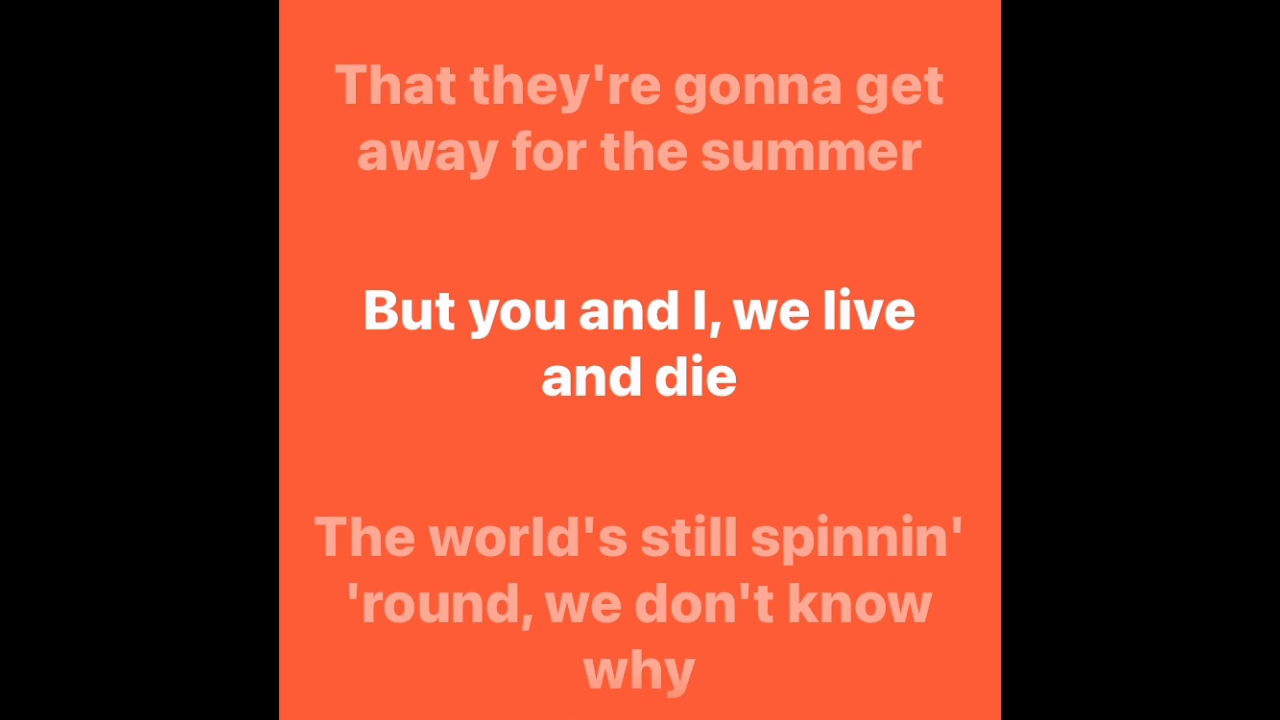 That they're gonna get
away for the summer
But you and I, we live
and die
The world's still spinnin'
'round, we don't know
why